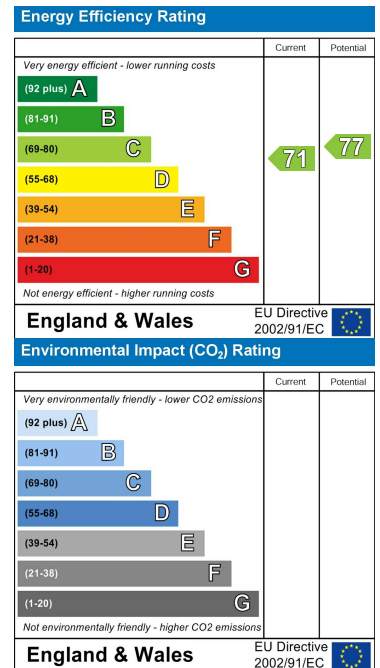 Energy Efficiency Rating
Current Potential
Very energy efficient - lower running costs
(92 plus) A
(81-91) B
(69-80) C
(55-68) D
(39-54) E
(21-38) F
(1-20) G
71 77
Not energy efficient - higher running costs
England & Wales
EU Directive
2002/91/EC
Environmental Impact (CO₂) Rating
Current Potential
Very environmentally friendly - lower CO2 emissions
(92 plus) A
(81-91) B
(69-80) C
(55-68) D
(39-54) E
(21-38) F
(1-20) G
Not environmentally friendly - higher CO2 emissions
England & Wales
EU Directive
2002/91/EC